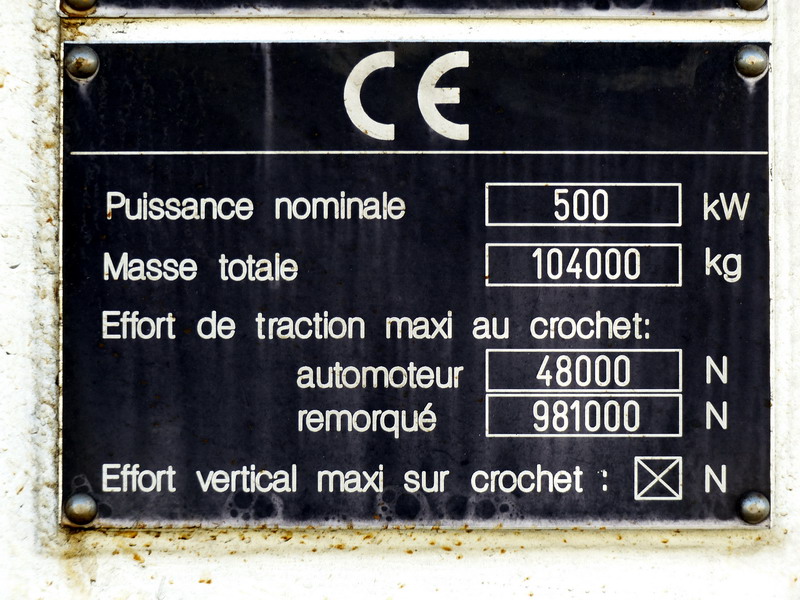 CE
Puissance nominale 500 kW
Masse totale 104000 kg
Effort de traction maxi au crochet:
automoteur 48000 N
remorqué 981000 N
Effort vertical maxi sur crochet : N